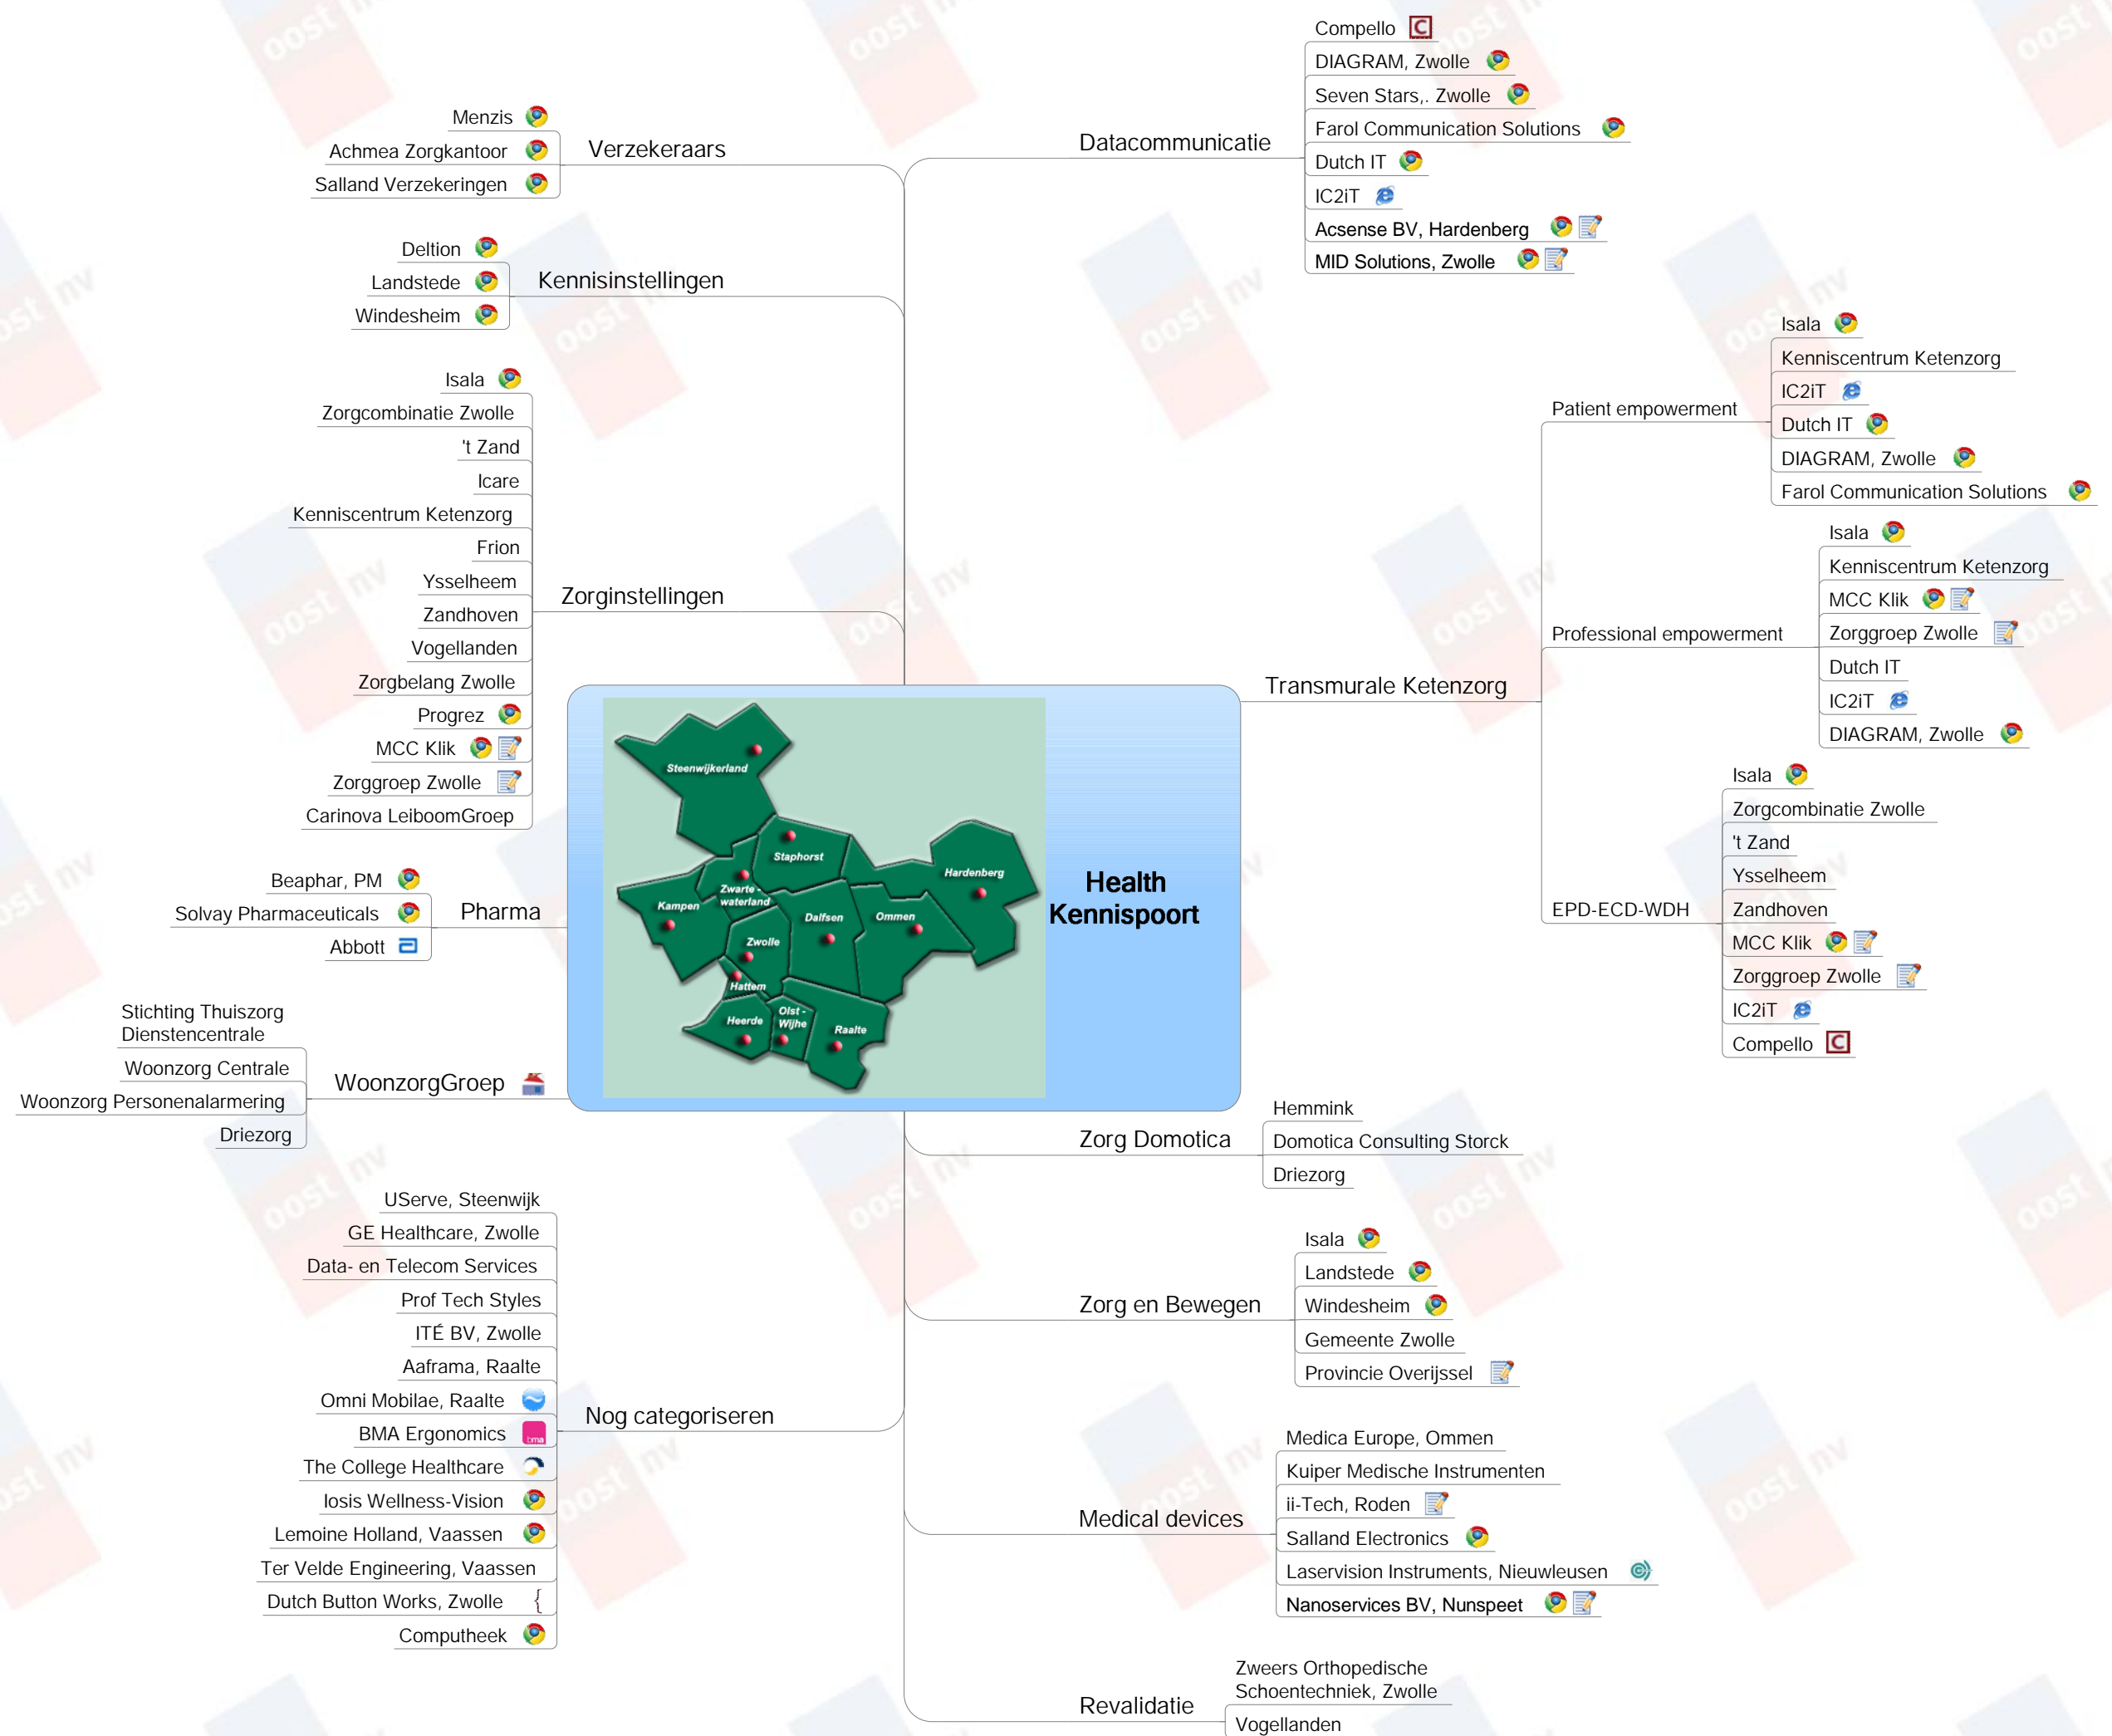 Compello
DIAGRAM, Zwolle
Seven Stars,. Zwolle
Farol Communication Solutions
Dutch IT
IC2iT
Acsense BV, Hardenberg
MID Solutions, Zwolle
Datacommunicatie
Menzis
Achmea Zorgkantoor
Salland Verzekeringen
Verzekeraars
Deltion
Landstede
Windesheim
Kennisinstellingen
Isala
Zorgcombinatie Zwolle
't Zand
Icare
Kenniscentrum Ketenzorg
Frion
Ysselheem
Zandhoven
Vogellanden
Zorgbelang Zwolle
Progrez
MCC Klik
Zorggroep Zwolle
Carinova LeiboomGroep
Zorginstellingen
Beaphar, PM
Solvay Pharmaceuticals
Abbott
Pharma
Stichting Thuiszorg
Dienstencentrale
Woonzorg Centrale
Woonzorg Personenalarmering
Driezorg
WoonzorgGroep
UServe, Steenwijk
GE Healthcare, Zwolle
Data- en Telecom Services
Prof Tech Styles
ITÉ BV, Zwolle
Aaframa, Raalte
Omni Mobilae, Raalte
BMA Ergonomics
bma
The College Healthcare
Iosis Wellness-Vision
Lemoine Holland, Vaassen
Ter Velde Engineering, Vaassen
Dutch Button Works, Zwolle {
Computheek
Nog categoriseren
Steenwijkerland
Staphorst
Hardenberg
Zwarte -
waterland
Kampen
Dalfsen
Ommen
Zwolle
Hattem
Heerde
Olst -
Wijhe
Raalte
Health
Kennispoort
Transmurale Ketenzorg
Patient empowerment
Isala
Kenniscentrum Ketenzorg
IC2iT
Dutch IT
DIAGRAM, Zwolle
Farol Communication Solutions
Professional empowerment
Isala
Kenniscentrum Ketenzorg
MCC Klik
Zorggroep Zwolle
Dutch IT
IC2iT
DIAGRAM, Zwolle
EPD-ECD-WDH
Isala
Zorgcombinatie Zwolle
't Zand
Ysselheem
Zandhoven
MCC Klik
Zorggroep Zwolle
IC2iT
Compello
Zorg Domotica
Hemmink
Domotica Consulting Storck
Driezorg
Zorg en Bewegen
Isala
Landstede
Windesheim
Gemeente Zwolle
Provincie Overijssel
Medical devices
Medica Europe, Ommen
Kuiper Medische Instrumenten
ii-Tech, Roden
Salland Electronics
Laservision Instruments, Nieuwleusen
Nanoservices BV, Nunspeet
Revalidatie
Zweers Orthopedische
Schoentechniek, Zwolle
Vogellanden
oost nv